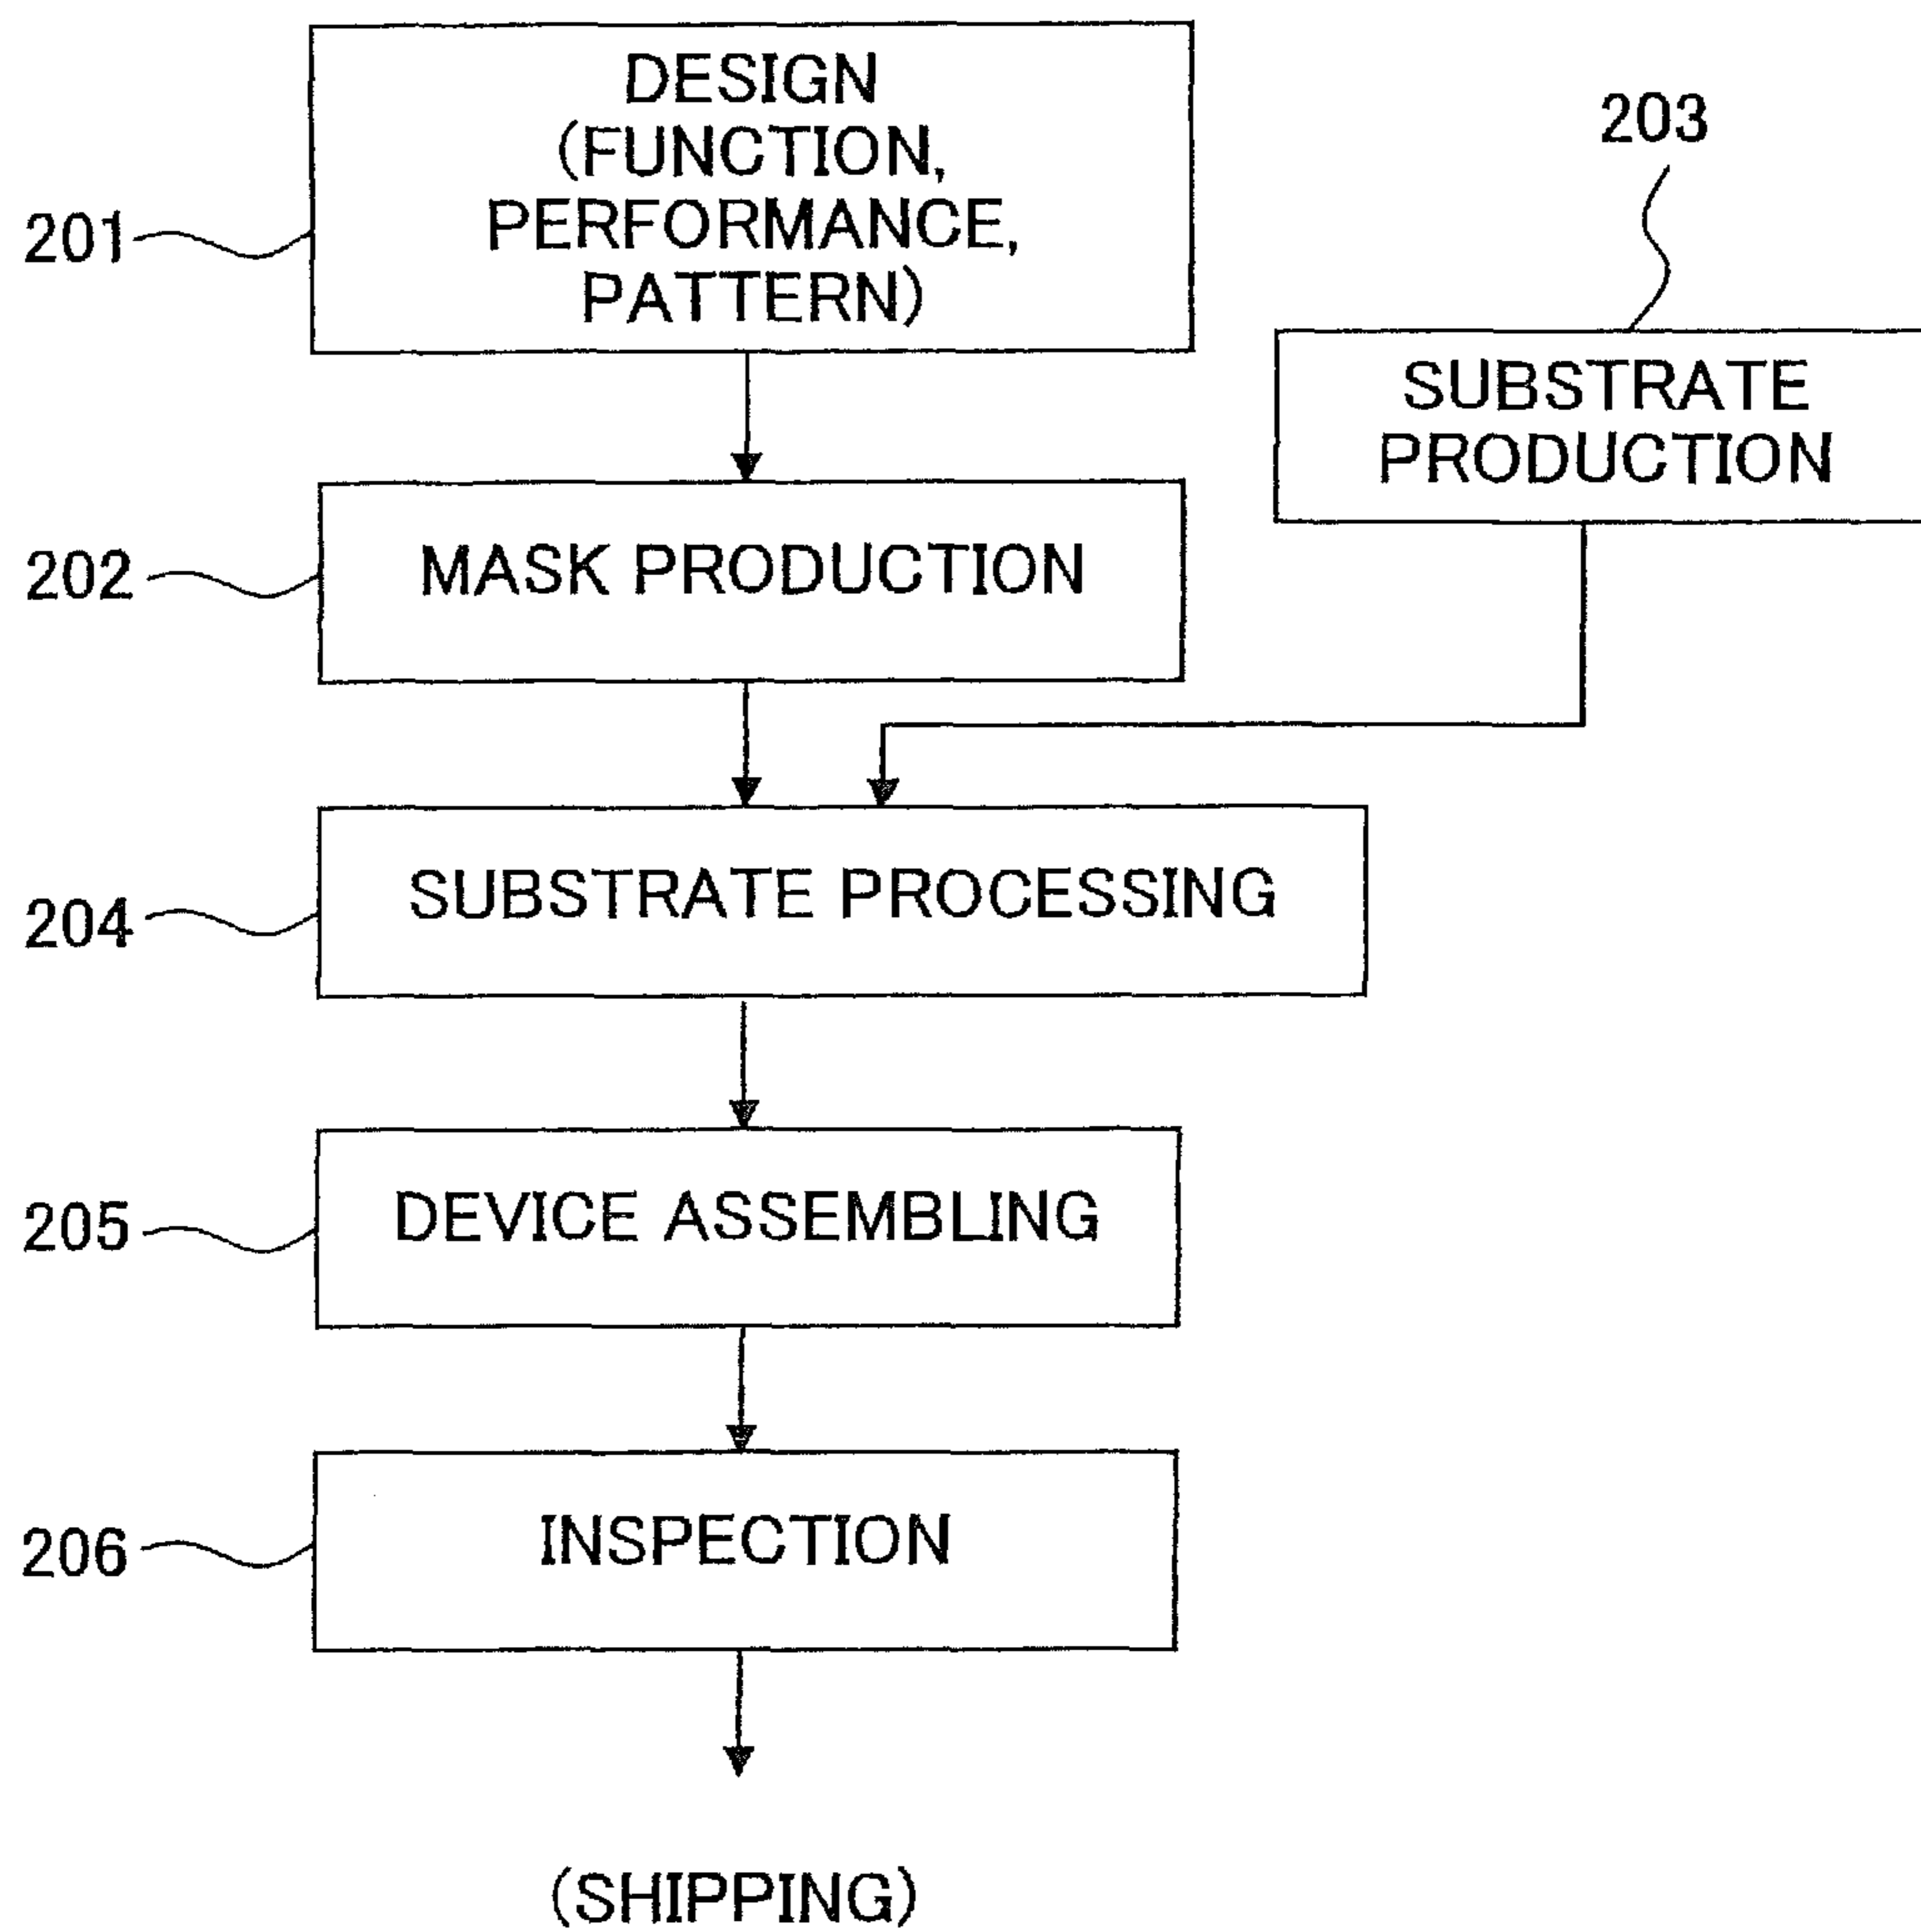 DESIGN
(FUNCTION,
PERFORMANCE,
PATTERN)
201
203
SUBSTRATE
PRODUCTION
202
MASK PRODUCTION
204
SUBSTRATE PROCESSING
205
DEVICE ASSEMBLING
206
INSPECTION
(SHIPPING)